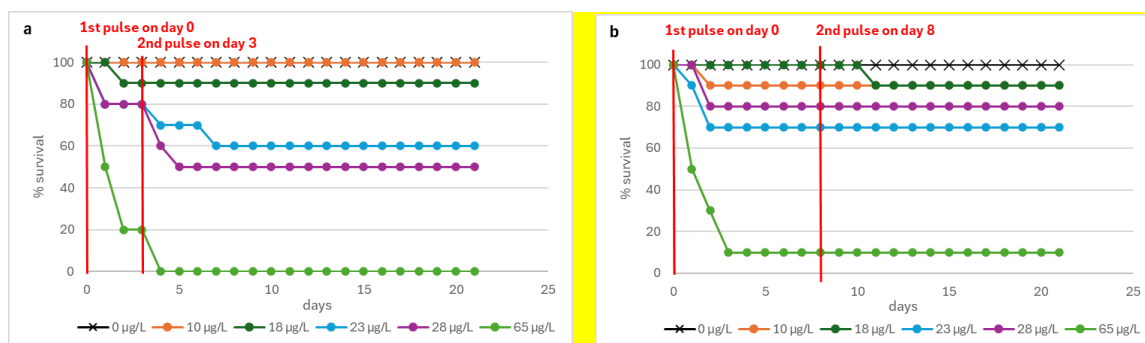 a
1st pulse on day 0
2nd pulse on day 3
100
80
60
40
20
0
% survival
0
5
10
15
20
25
days
0 µg/L
10 µg/L
18 µg/L
23 µg/L
28 µg/L
65 µg/L
b
1st pulse on day 0
2nd pulse on day 8
100
80
60
40
20
0
% survival
0
5
10
15
20
25
days
0 µg/L
10 µg/L
18 µg/L
23 µg/L
28 µg/L
65 µg/L